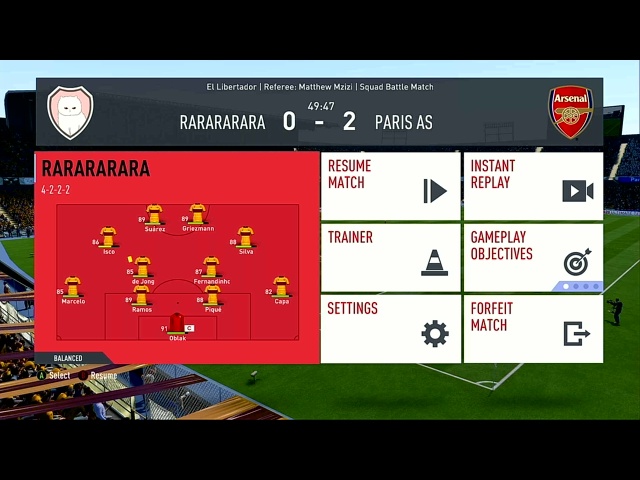 El Libertador | Referee: Matthew Mzizi | Squad Battle Match
49:47
RARARARARA 0 - 2 PARIS AS
Arsenal
RARARARARA
4-2-2-2
89 Suárez
89 Griezmann
86 Isco
88 Silva
85 de Jong
87 Fernandinho
85 Marcelo
89 Ramos
88 Piqué
82 Capa
91 C
Oblak
BALANCED
A Select
Resume
RESUME MATCH
INSTANT REPLAY
TRAINER
GAMEPLAY OBJECTIVES
SETTINGS
FORFEIT MATCH